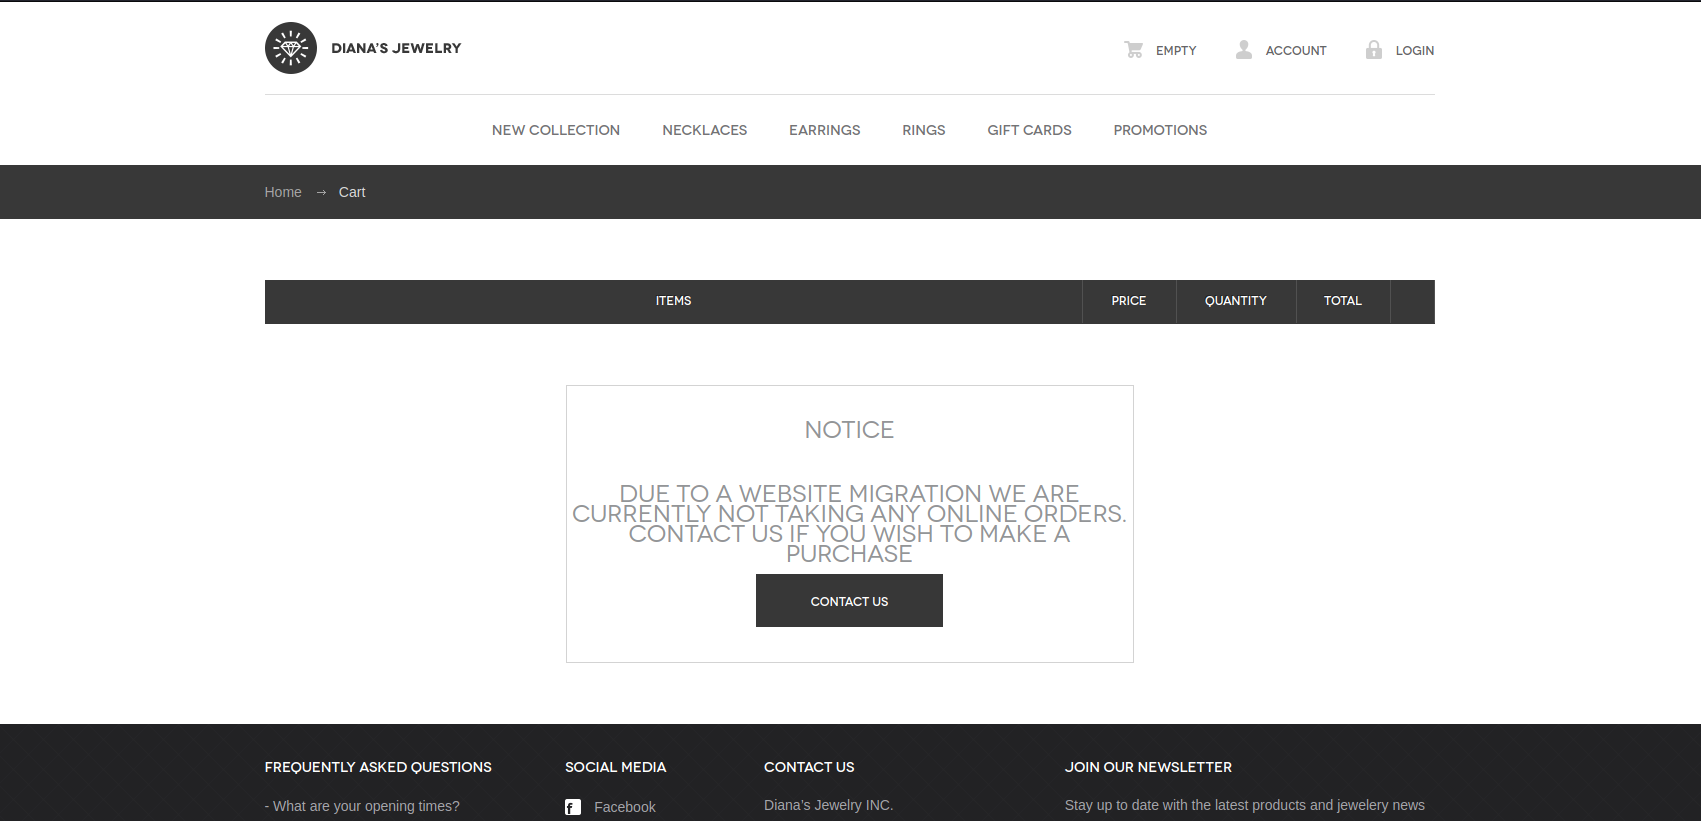 DIANA'S JEWELRY
EMPTY
ACCOUNT
LOGIN
NEW COLLECTION
NECKLACES
EARRINGS
RINGS
GIFT CARDS
PROMOTIONS
Home → Cart
ITEMS
PRICE
QUANTITY
TOTAL
NOTICE
DUE TO A WEBSITE MIGRATION WE ARE
CURRENTLY NOT TAKING ANY ONLINE ORDERS.
CONTACT US IF YOU WISH TO MAKE A
PURCHASE
CONTACT US
FREQUENTLY ASKED QUESTIONS
- What are your opening times?
SOCIAL MEDIA
Facebook
CONTACT US
Diana's Jewelry INC.
JOIN OUR NEWSLETTER
Stay up to date with the latest products and jewelery news